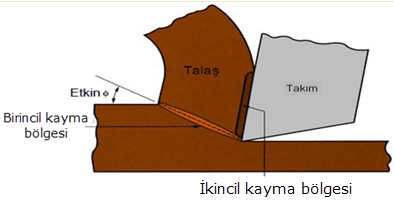 Talaş
Takım
Etkin ϕ
Birincil kayma
bölgesi
İkincil kayma bölgesi